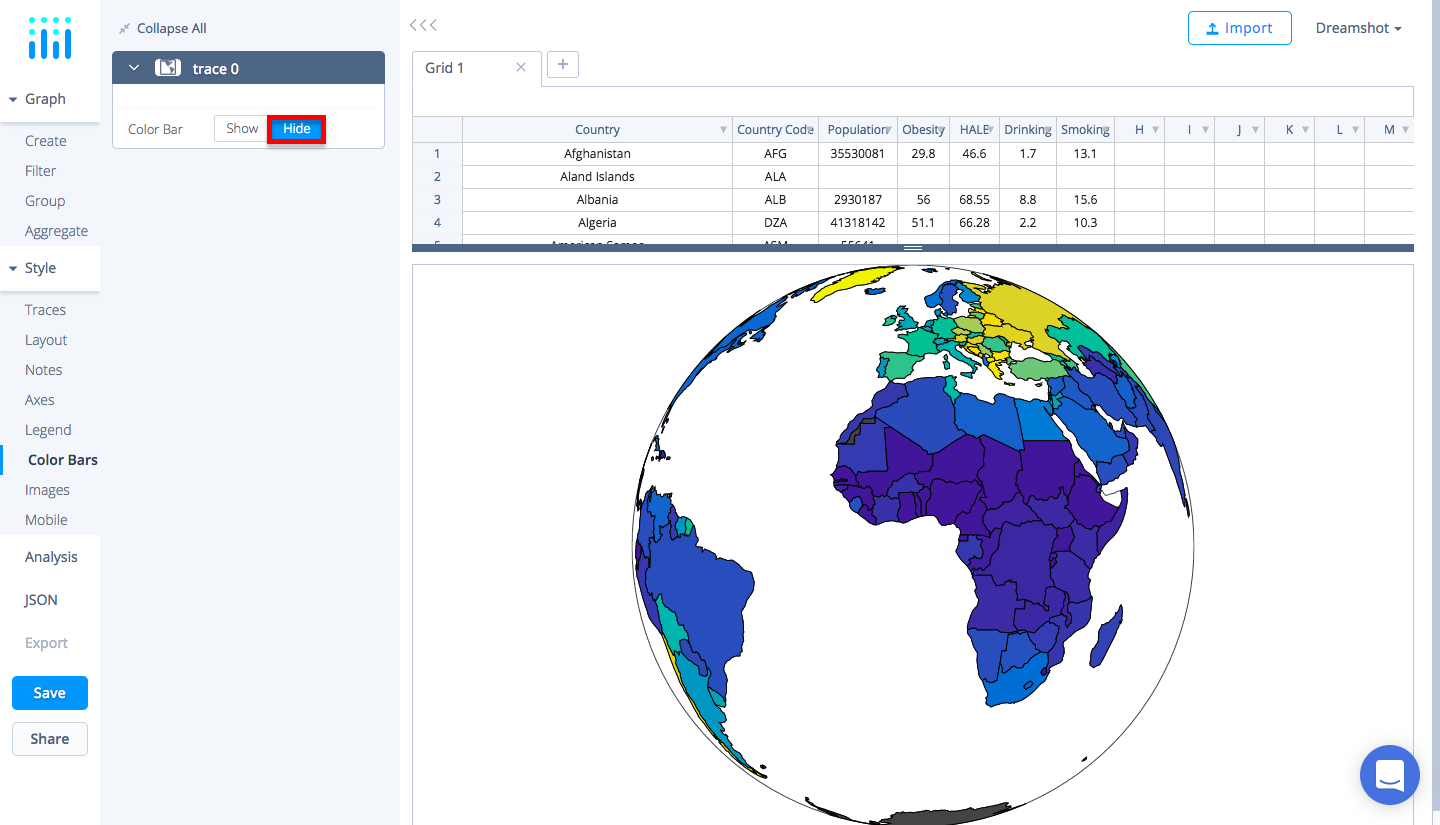 Graph
Create
Filter
Group
Aggregate
Style
Traces
Layout
Notes
Axes
Legend
Color Bars
Images
Mobile
Analysis
JSON
Export
Save
Share
Collapse All
trace 0
Color Bar Show Hide
Import Dreamshot
Grid 1
Country Country Code Population Obesity HALE Drinking Smoking H I J K L M
1 Afghanistan AFG 35530081 29.8 46.6 1.7 13.1
2 Aland Islands ALA
3 Albania ALB 2930187 56 68.55 8.8 15.6
4 Algeria DZA 41318142 51.1 66.28 2.2 10.3
5 American Samoa ASM 55641